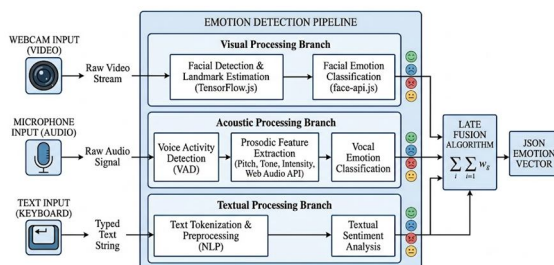 EMOTION DETECTION PIPELINE
WEBCAM INPUT
(VIDEO)
Raw Video
Stream
Visual Processing Branch
Facial Detection &
Landmark Estimation
(TensorFlow.js)
Facial Emotion
Classification
(face-api.js)
MICROPHONE
INPUT (AUDIO)
Raw Audio
Signal
Acoustic Processing Branch
Voice Activity
Detection
(VAD)
Prosodic Feature
Extraction
(Pitch, Tone, Intensity,
Web Audio API)
Vocal
Emotion
Classification
TEXT INPUT
(KEYBOARD)
Typed
Text
String
Textual Processing Branch
Text Tokenization &
Preprocessing
(NLP)
Textual
Sentiment
Analysis
LATE
FUSION
ALGORITHM
∑ᵢ ∑ᵢ₌₁ w_g
JSON
EMOTION
VECTOR